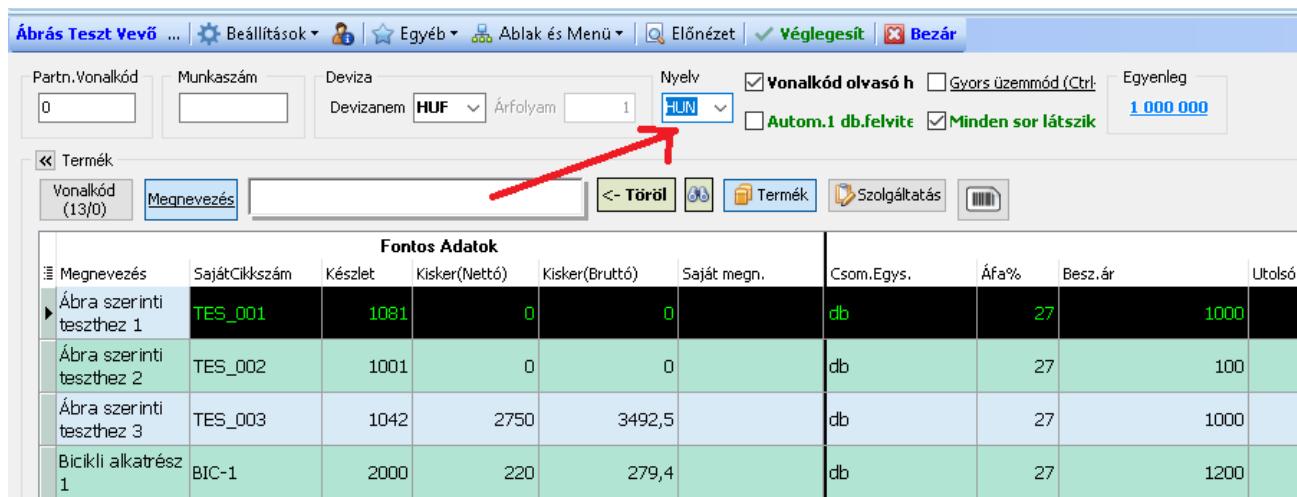 Ábrás Teszt Vevő ... Beállítások Egyéb Ablak és Menü Előnézet Véglegesít Bezár
Partn.Vonalkód Munkaszám Deviza Nyelv Vonalkód olvasó h Gyors üzemmód (Ctrl- Egyenleg
0 Devizanem HUF Árfolyam 1 HUN 1 000 000
Autom.1 db.felvite Minden sor látszik
Termék
Vonalkód (13/0) Megnevezés <- Töröl Termék Szolgáltatás
Fontos Adatok
Megnevezés SajátCikkszám Készlet Kisker(Nettó) Kisker(Bruttó) Saját megn. Csom.Egys. Áfa% Besz.ár Utolsó
Ábra szerinti teszthez 1 TES_001 1081 0 0 db 27 1000
Ábra szerinti teszthez 2 TES_002 1001 0 0 db 27 100
Ábra szerinti teszthez 3 TES_003 1042 2750 3492,5 db 27 1000
Bicikli alkatrész 1 BIC-1 2000 220 279,4 db 27 1200